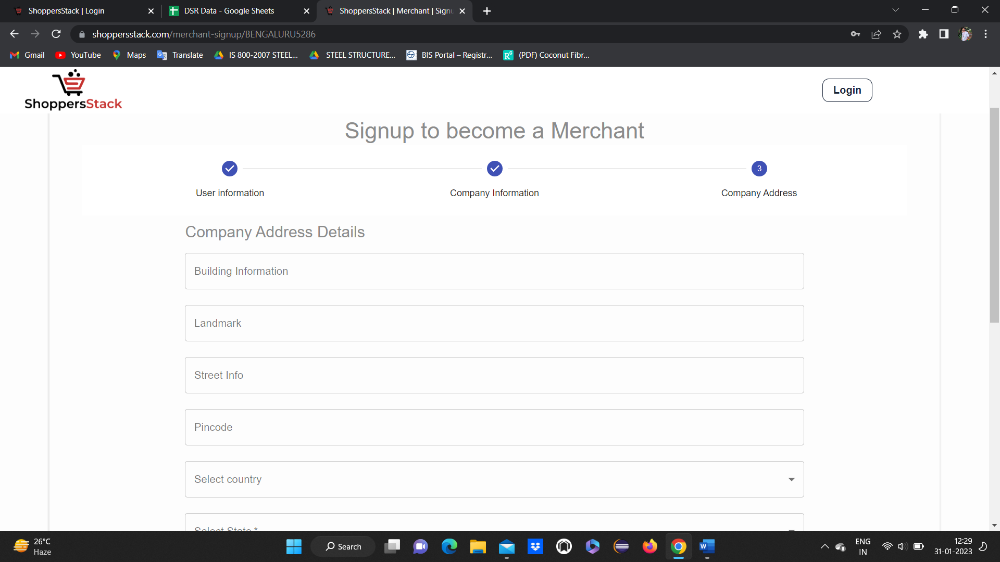 ShoppersStack | Login
DSR Data - Google Sheets
ShoppersStack | Merchant | Signu
shoppersstack.com/merchant-signup/BENGALURU5286
Gmail
YouTube
Maps
Translate
IS 800-2007 STEEL...
STEEL STRUCTURE...
BIS Portal – Registr...
(PDF) Coconut Fibr...
ShoppersStack
Login
Signup to become a Merchant
3
User information
Company Information
Company Address
Company Address Details
Building Information
Landmark
Street Info
Pincode
Select country
Select State *
26°C
Haze
Search
ENG
IN
12:29
31-01-2023